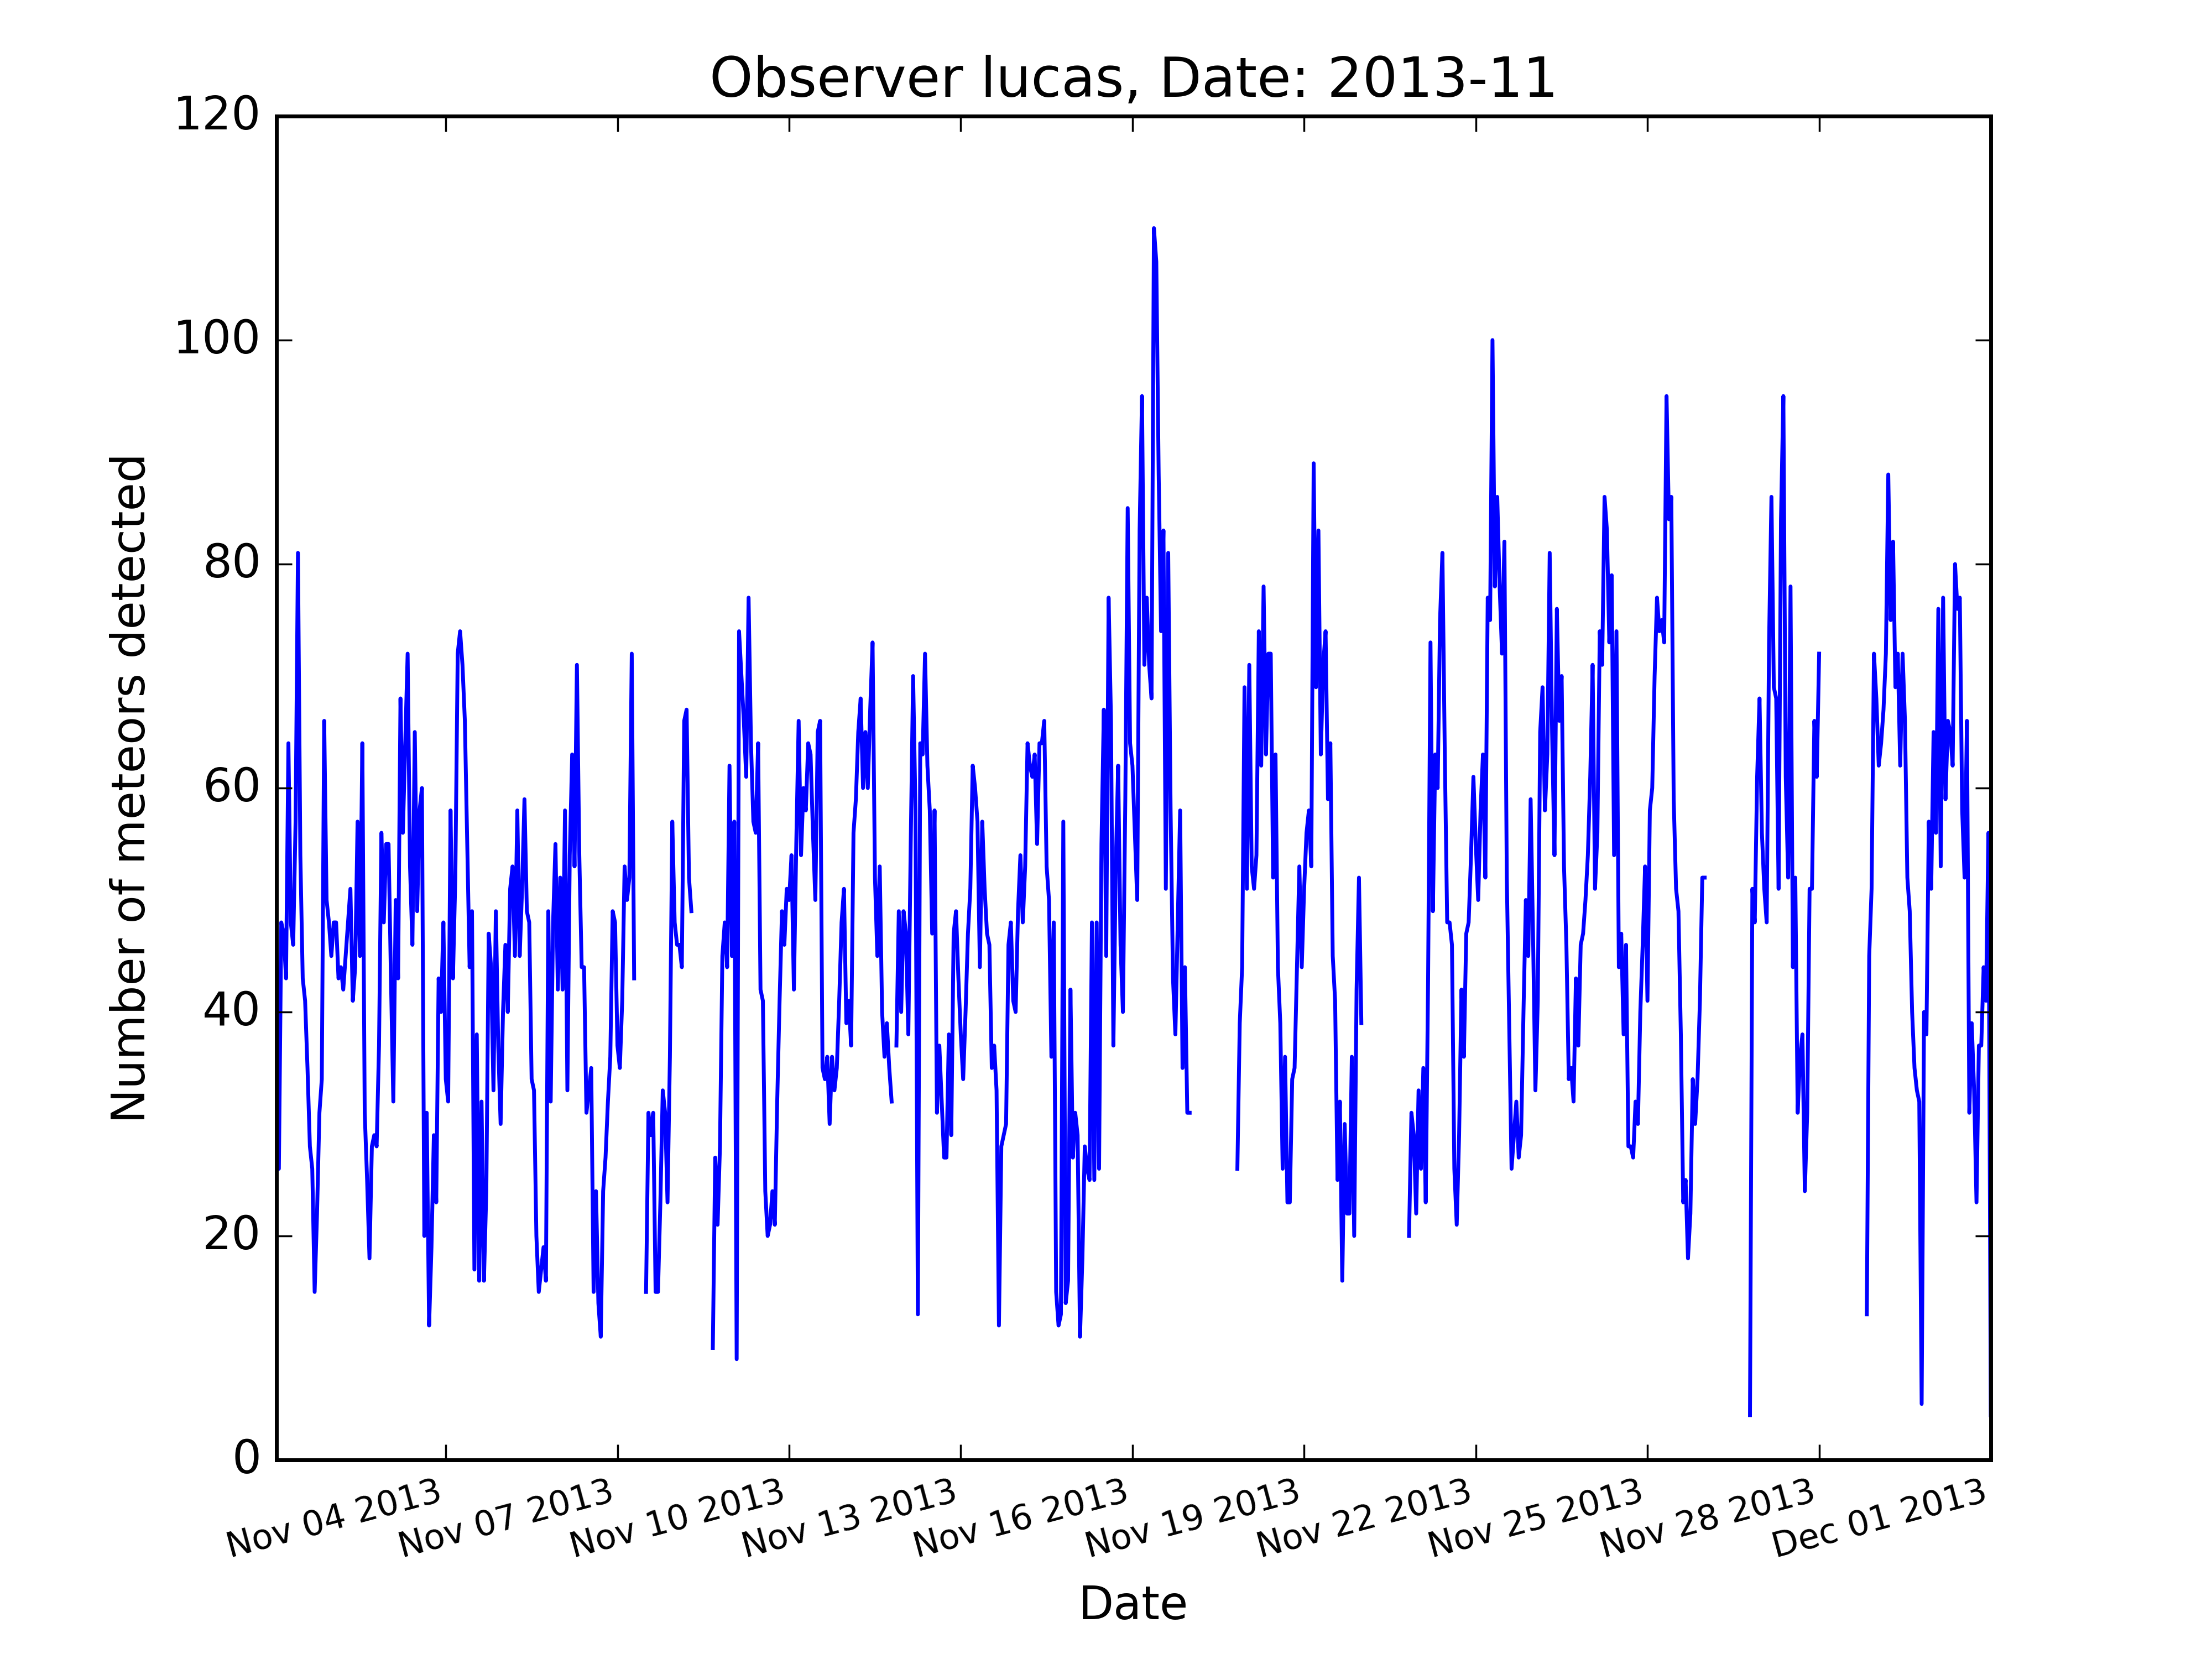 Observer lucas, Date: 2013-11
Number of meteors detected
120
100
80
60
40
20
0
Nov 04 2013
Nov 07 2013
Nov 10 2013
Nov 13 2013
Nov 16 2013
Nov 19 2013
Nov 22 2013
Nov 25 2013
Nov 28 2013
Dec 01 2013
Date